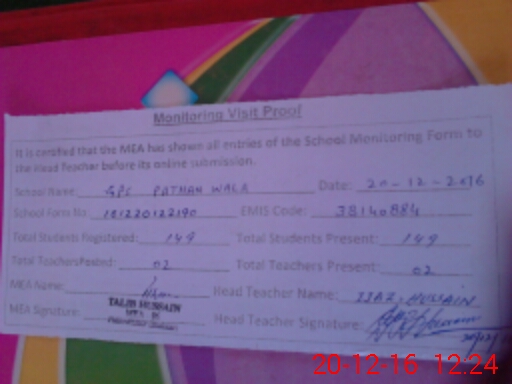 Monitoring Visit Proof
It is certified that the MEA has shown all entries of the School Monitoring Form to
the Head Teacher before its online submission.
School Name: GPS PATHAN WALA Date: 20-12-2016
School Form No EMIS Code: 38140884
Total Students Registered: 149 Total Students Present: 149
Total Teachers Posted: 02 Total Teachers Present: 02
MEA Name: Head Teacher Name: IJAZ HUSSAIN
TALIB HUSSAIN
MEA Signature: Head Teacher Signiture:
20-12-16 12:24